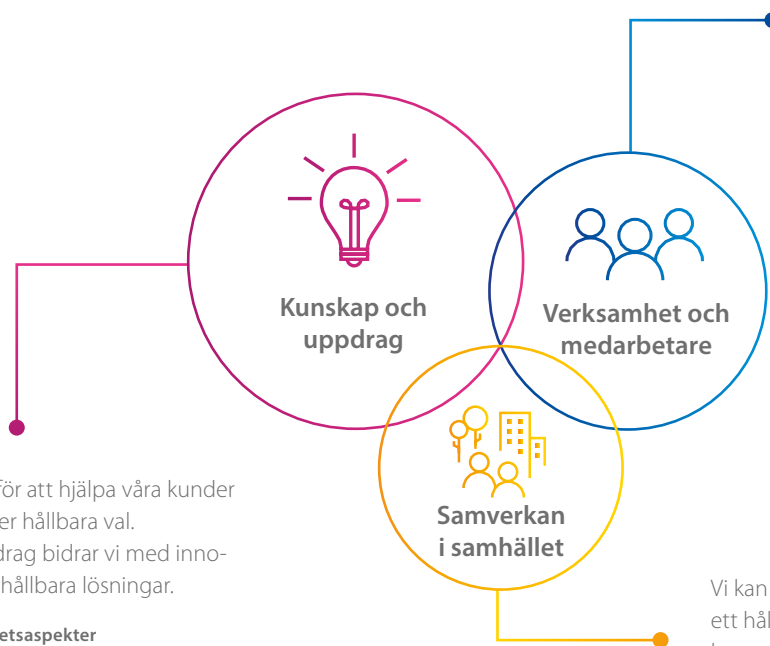 Kunskap och
uppdrag
Verksamhet och
medarbetare
Samverkan
i samhället
för att hjälpa våra kunder
er hållbara val.
drag bidrar vi med inno-
hållbara lösningar.
etsaspekter
Vi kan
ett hål